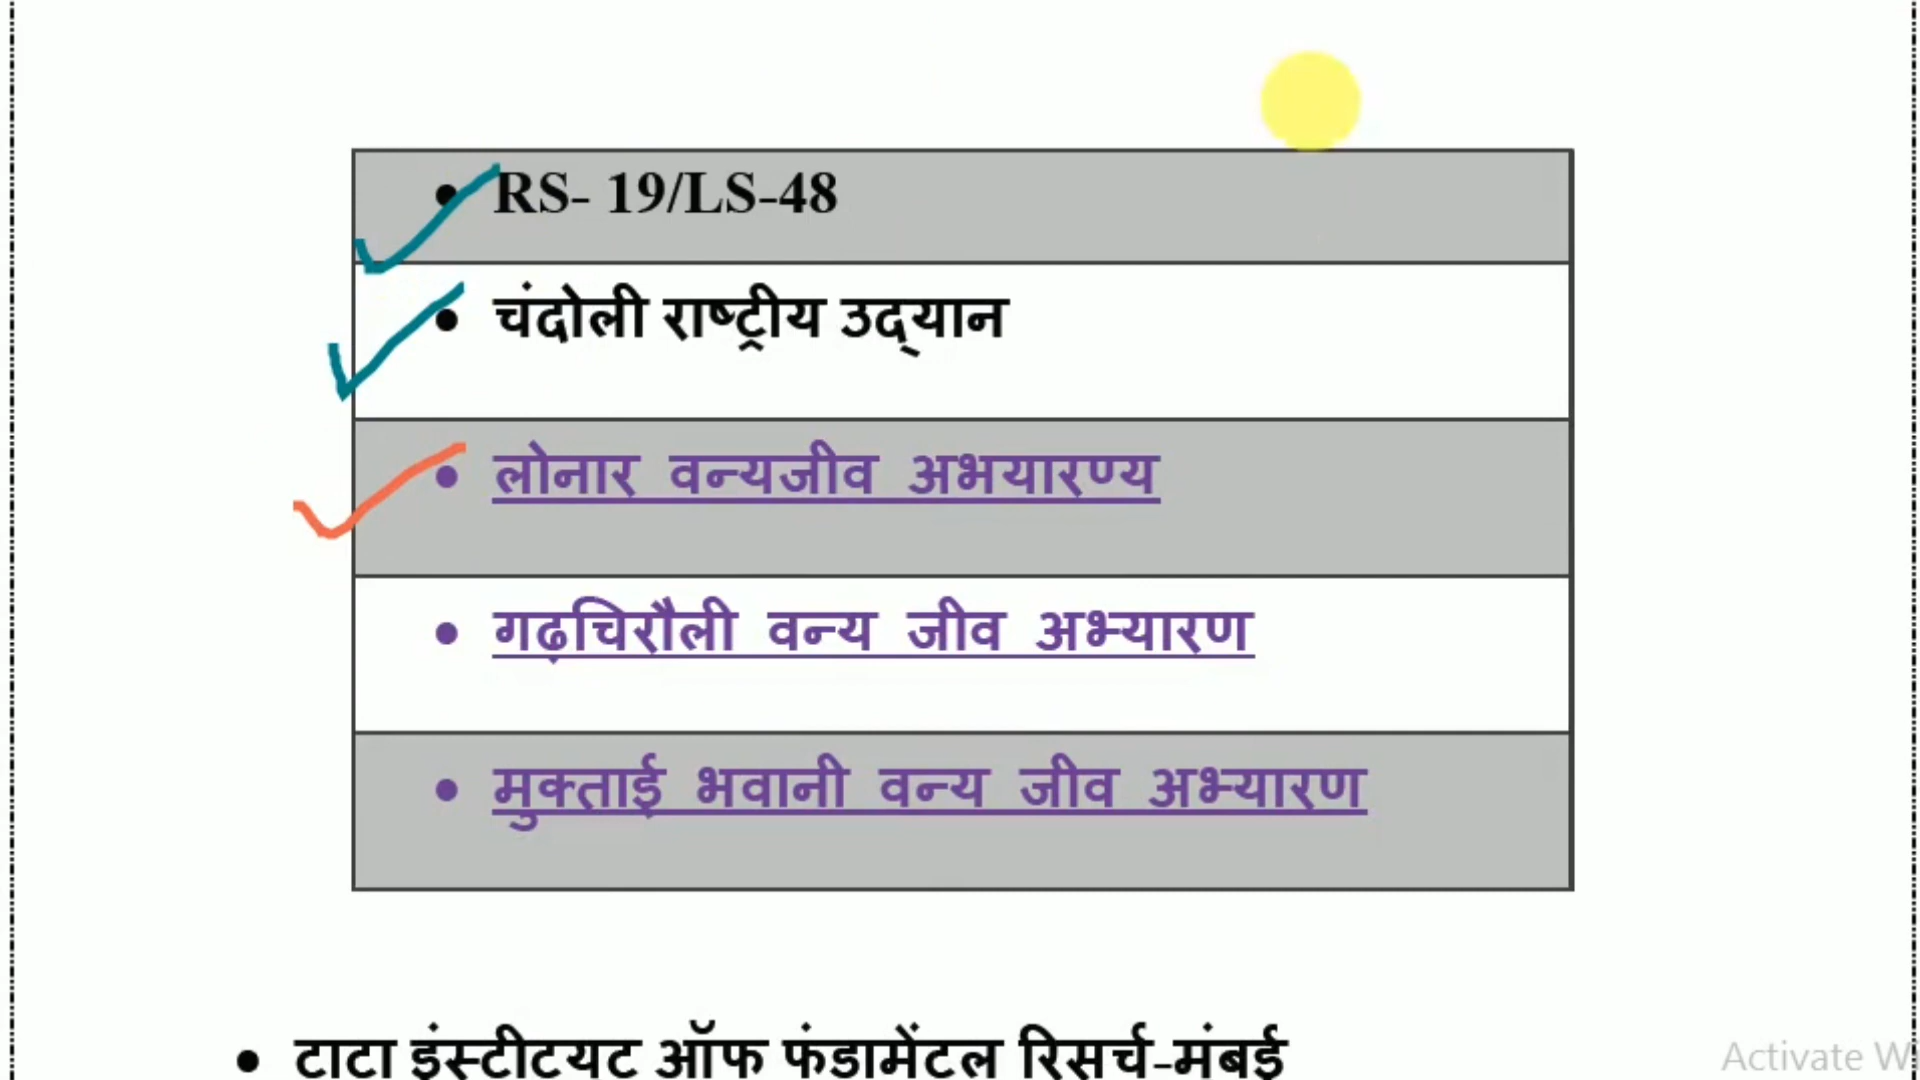 • RS- 19/LS-48
• चंदोली राष्ट्रीय उद्‌यान
• लोनार वन्यजीव अभयारण्य
• गढ़चिरौली वन्य जीव अभ्यारण
• मुक्ताई भवानी वन्य जीव अभ्यारण
• टाटा इंस्टीटयट ऑफ फंडामेंटल रिसर्च-मंबई
Activate W